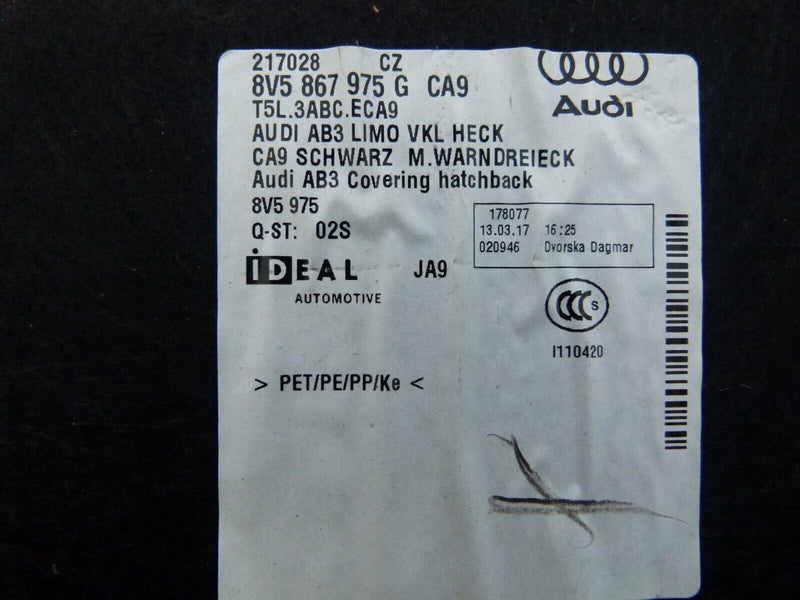 217028 CZ
8V5 867 975 G CA9
T5L.3ABC.ECA9
Audi
AUDI AB3 LIMO VKL HECK
CA9 SCHWARZ M.WARNDREIECK
Audi AB3 Covering hatchback
8V5 975
Q-ST: 02S
178077
13.03.17 16:25
020946 Dvorska Dagmar
iDEAL JA9
AUTOMOTIVE
CCC S
I110420
> PET/PE/PP/Ke <